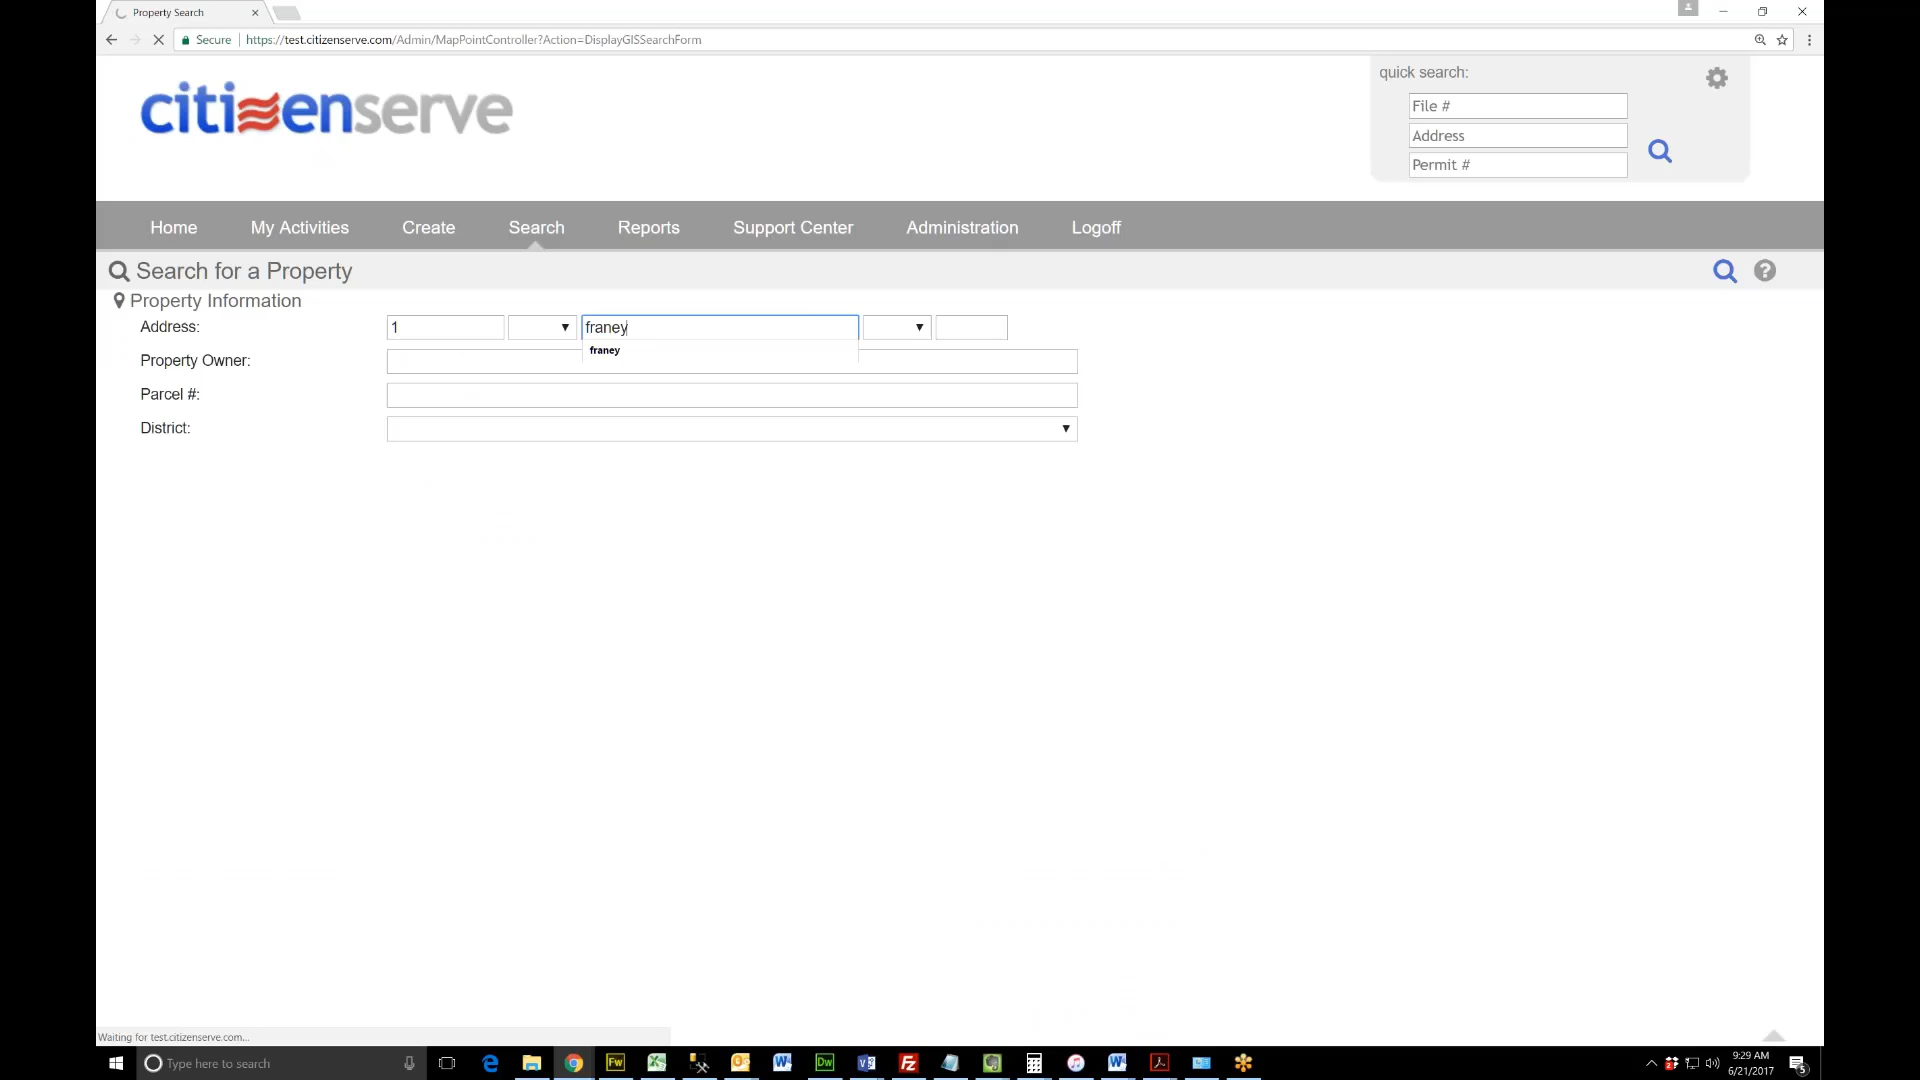 Property Search
Secure https://test.citizenserve.com/Admin/MapPointController?Action=DisplayGISSearchForm
citizenserve
quick search:
File #
Address
Permit #
Home My Activities Create Search Reports Support Center Administration Logoff
Search for a Property
Property Information
Address: 1 franey
franey
Property Owner:
Parcel #:
District:
Waiting for test.citizenserve.com...
Type here to search
9:29 AM
6/21/2017